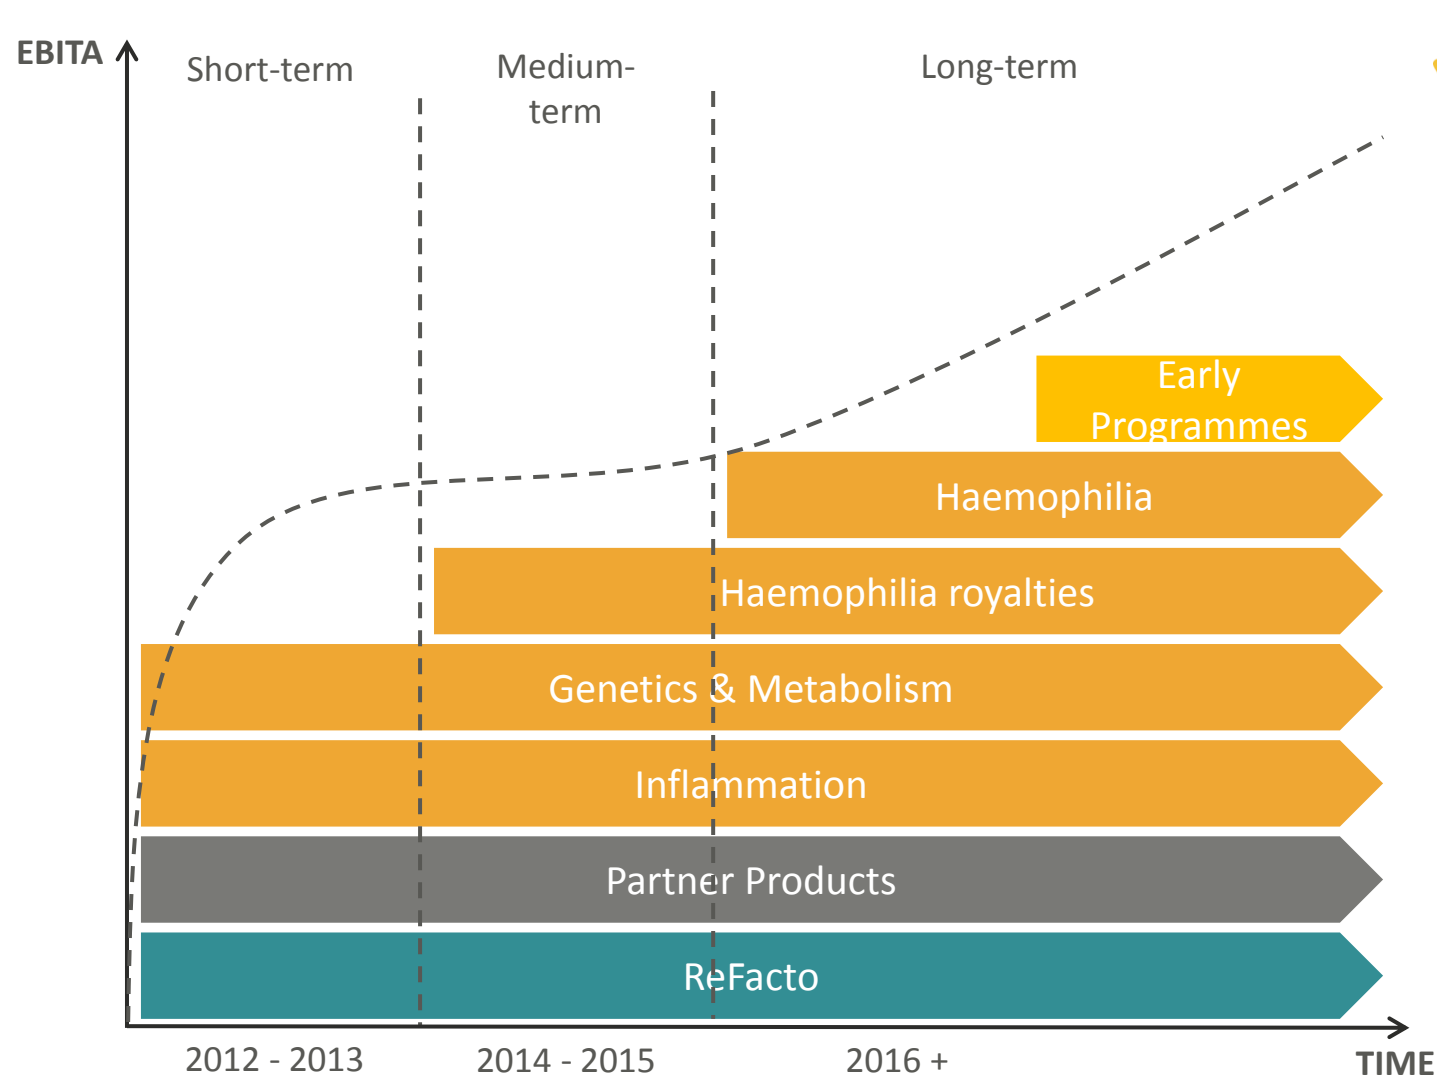 EBITA
Short-term
Medium-
term
Long-term
Early
Programmes
Haemophilia
Haemophilia royalties
Genetics & Metabolism
Inflammation
Partner Products
ReFacto
2012 - 2013
2014 - 2015
2016 +
TIME